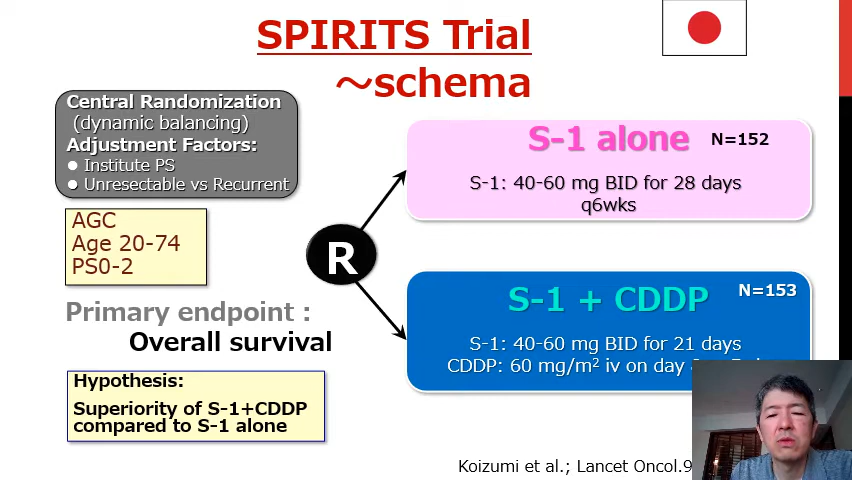 SPIRITS Trial
～schema
Central Randomization
(dynamic balancing)
Adjustment Factors:
● Institute PS
● Unresectable vs Recurrent
AGC
Age 20-74
PS0-2
Primary endpoint :
Overall survival
Hypothesis:
Superiority of S-1+CDDP
compared to S-1 alone
R
S-1 alone N=152
S-1: 40-60 mg BID for 28 days
q6wks
S-1 + CDDP N=153
S-1: 40-60 mg BID for 21 days
CDDP: 60 mg/m² iv on day
Koizumi et al.; Lancet Oncol.9